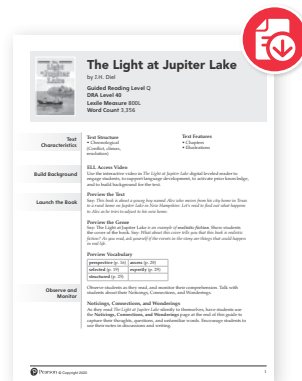 The Light at Jupiter Lake
by J.H. Diel
Guided Reading Level Q
DRA Level 40
Lexile Measure 800L
Word Count 3,356
Text Characteristics
Text Structure
• Chronological
(Conflict, climax,
resolution)
Text Features
• Chapters
• Illustrations
Build Background
ELL Access Video
Use the interactive video in The Light at Jupiter Lake digital leveled reader to
engage students, to support language development, to activate prior knowledge,
and to build background for the text.
Launch the Book
Preview the Text
Say: This book is about a young boy named Alex who moves from his city home in Texas
to a rural home on Jupiter Lake in New Hampshire. Let's read to find out what happens
to Alex as he tries to adjust to his new home.
Preview the Genre
Say: The Light at Jupiter Lake is an example of realistic fiction. Show students
the cover of the book. Say: What about this cover tells you that this book is realistic
fiction? As you read, ask yourself if the events in the story are things that could happen
in real life.
Preview Vocabulary
perspective (p. 16) access (p. 28)
infected (p. 19) expertly (p. 29)
structured (p. 25)
Observe and Monitor
Observe students as they read, and monitor their comprehension. Talk with
students about their Noticings, Connections, and Wonderings.
Noticings, Connections, and Wonderings
As they read The Light at Jupiter Lake silently to themselves, have students use
the Noticings, Connections, and Wonderings page at the end of this guide to
capture their thoughts, questions, and unfamiliar words. Encourage students to
use their notes in discussions and writing.
Pearson © Copyright 2020
1